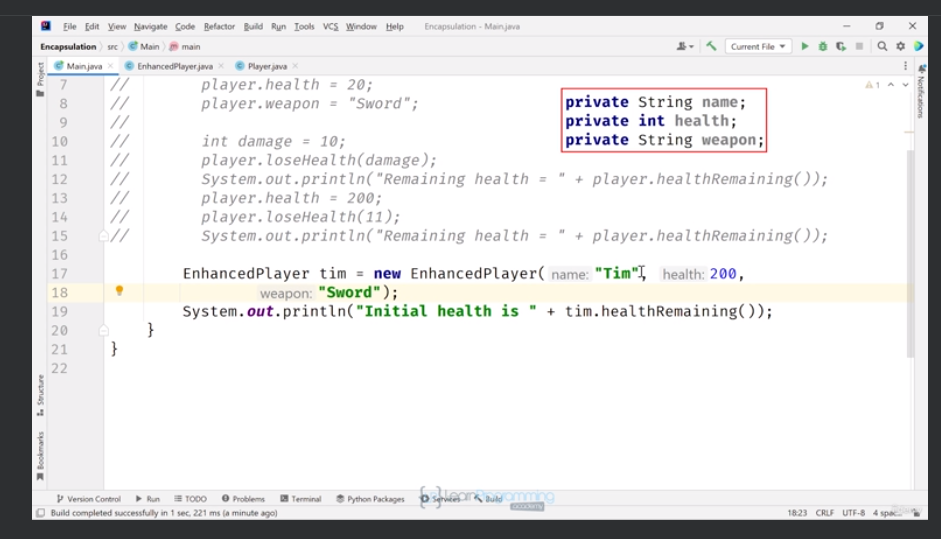 File Edit View Navigate Code Refactor Build Run Tools VCS Window Help Encapsulation - Main.java
Encapsulation src Main main Current File
Main.java EnhancedPlayer.java Player.java
Project
Notifications
1
7 // player.health = 20;
8 // player.weapon = "Sword";
9 //
10 // int damage = 10;
11 // player.loseHealth(damage);
12 // System.out.println("Remaining health = " + player.healthRemaining());
13 // player.health = 200;
14 // player.loseHealth(11);
15 // System.out.println("Remaining health = " + player.healthRemaining());
16
17 EnhancedPlayer tim = new EnhancedPlayer( name: "Tim", health: 200,
18 weapon: "Sword");
19 System.out.println("Initial health is " + tim.healthRemaining());
20 }
21 }
22
private String name;
private int health;
private String weapon;
Structure
Bookmarks
Version Control Run TODO Problems Terminal Python Packages Services Build
LearnProgramming
academy
Build completed successfully in 1 sec, 221 ms (a minute ago) 18:23 CRLF UTF-8 4 spac...